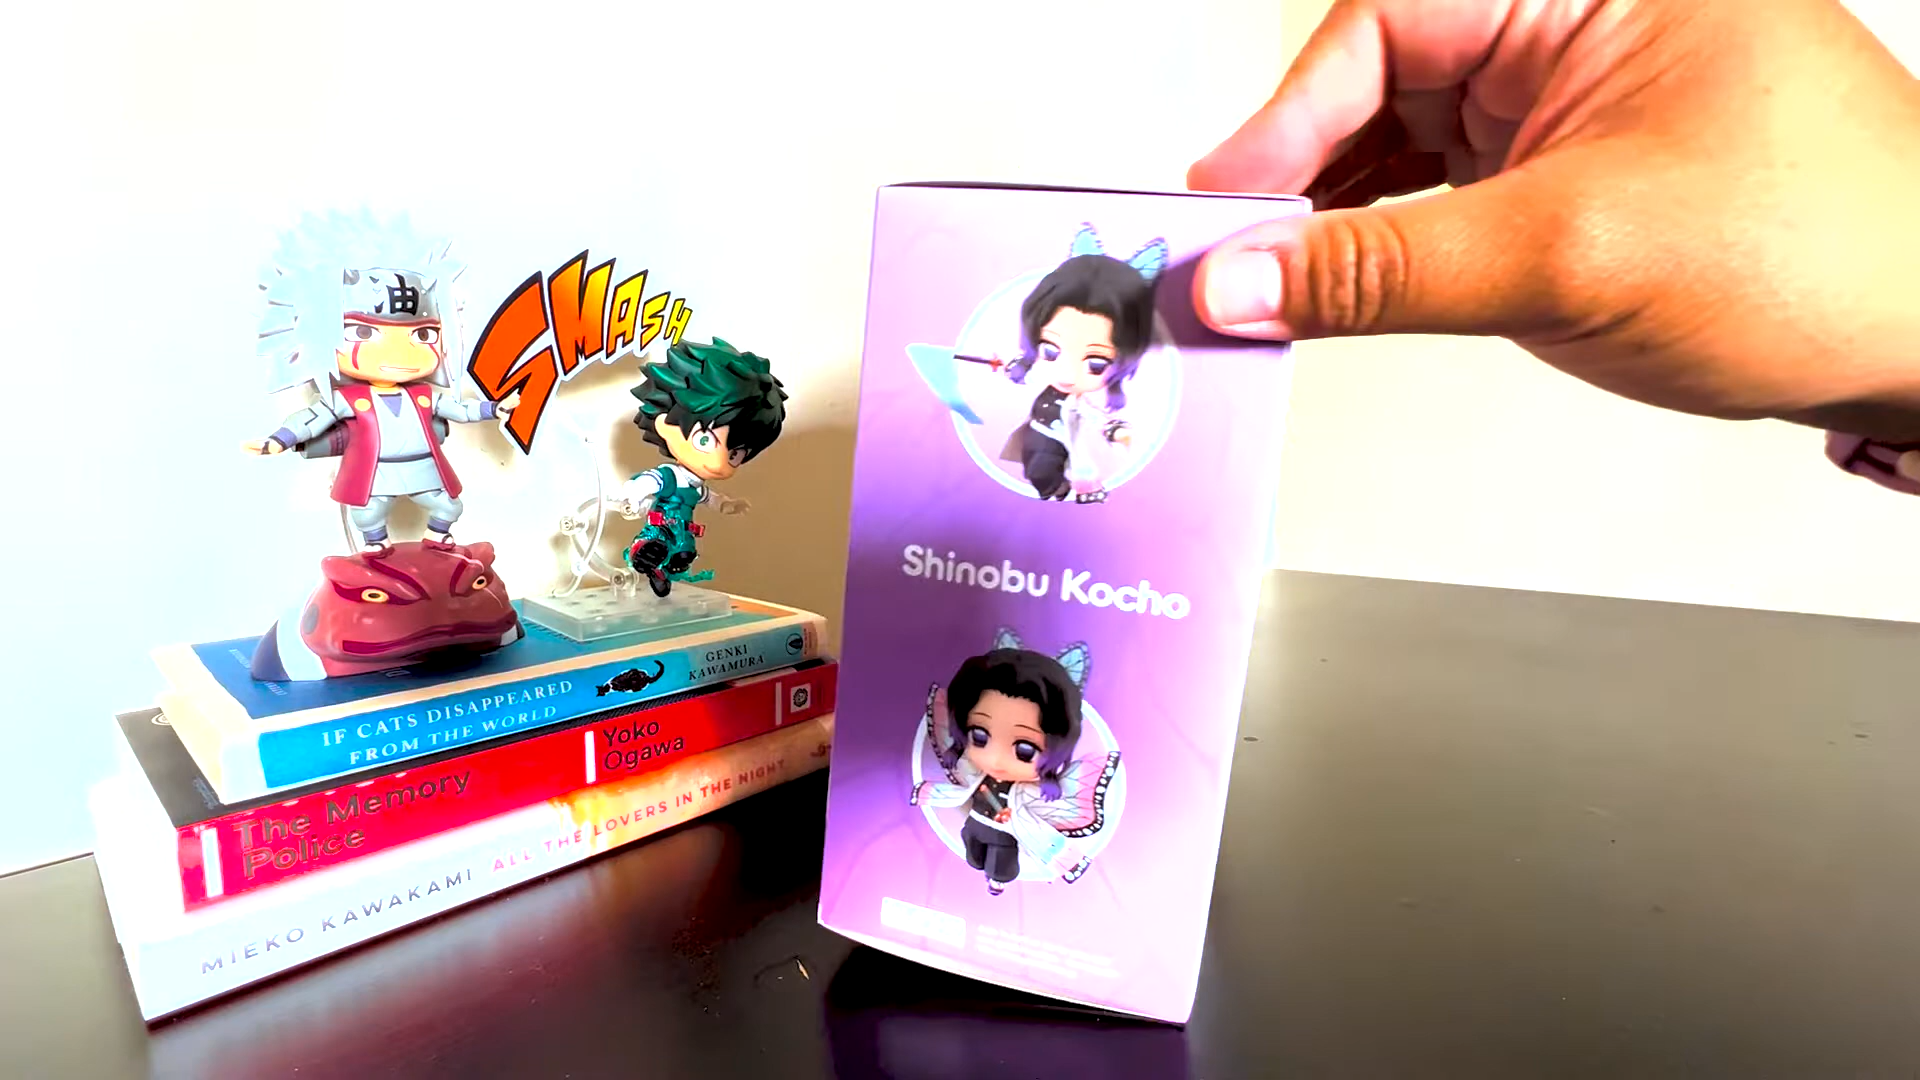 油
SMASH
Shinobu Kocho
GENKI
KAWAMURA
IF CATS DISAPPEARED
FROM THE WORLD
Yoko
Ogawa
The Memory
Police
MIEKO KAWAKAMI ALL THE LOVERS IN THE NIGHT